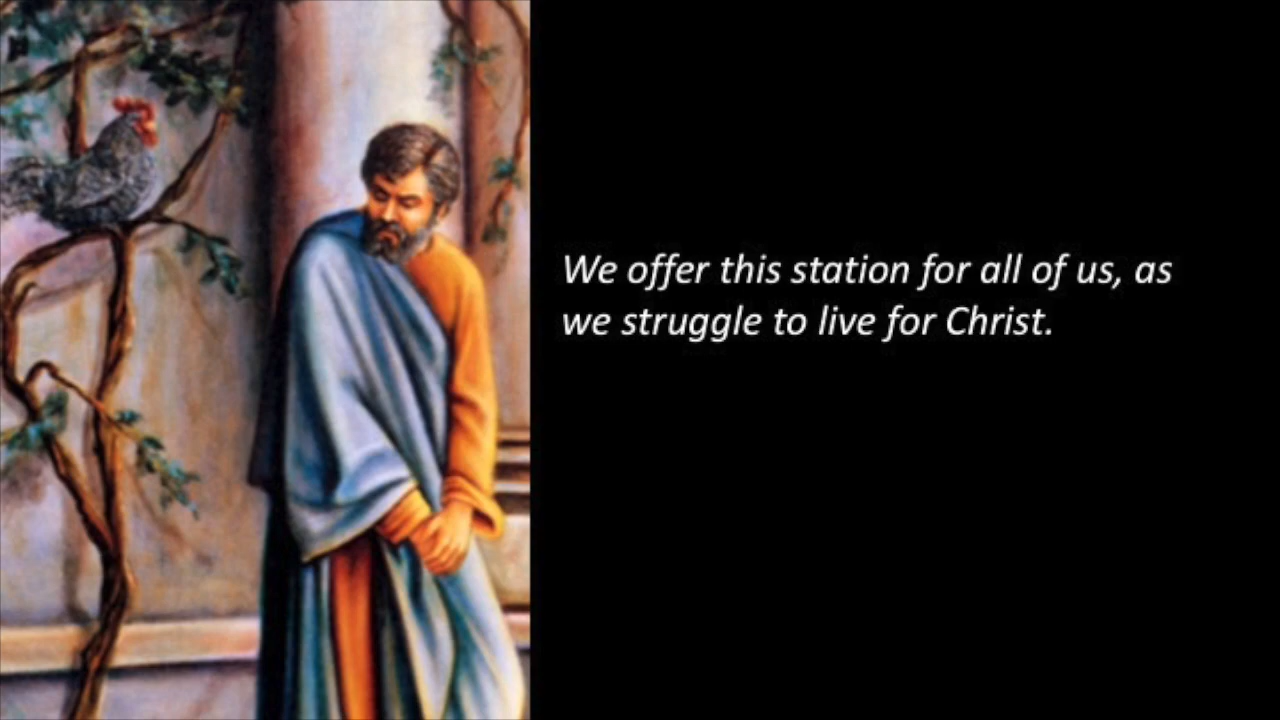 We offer this station for all of us, as
we struggle to live for Christ.